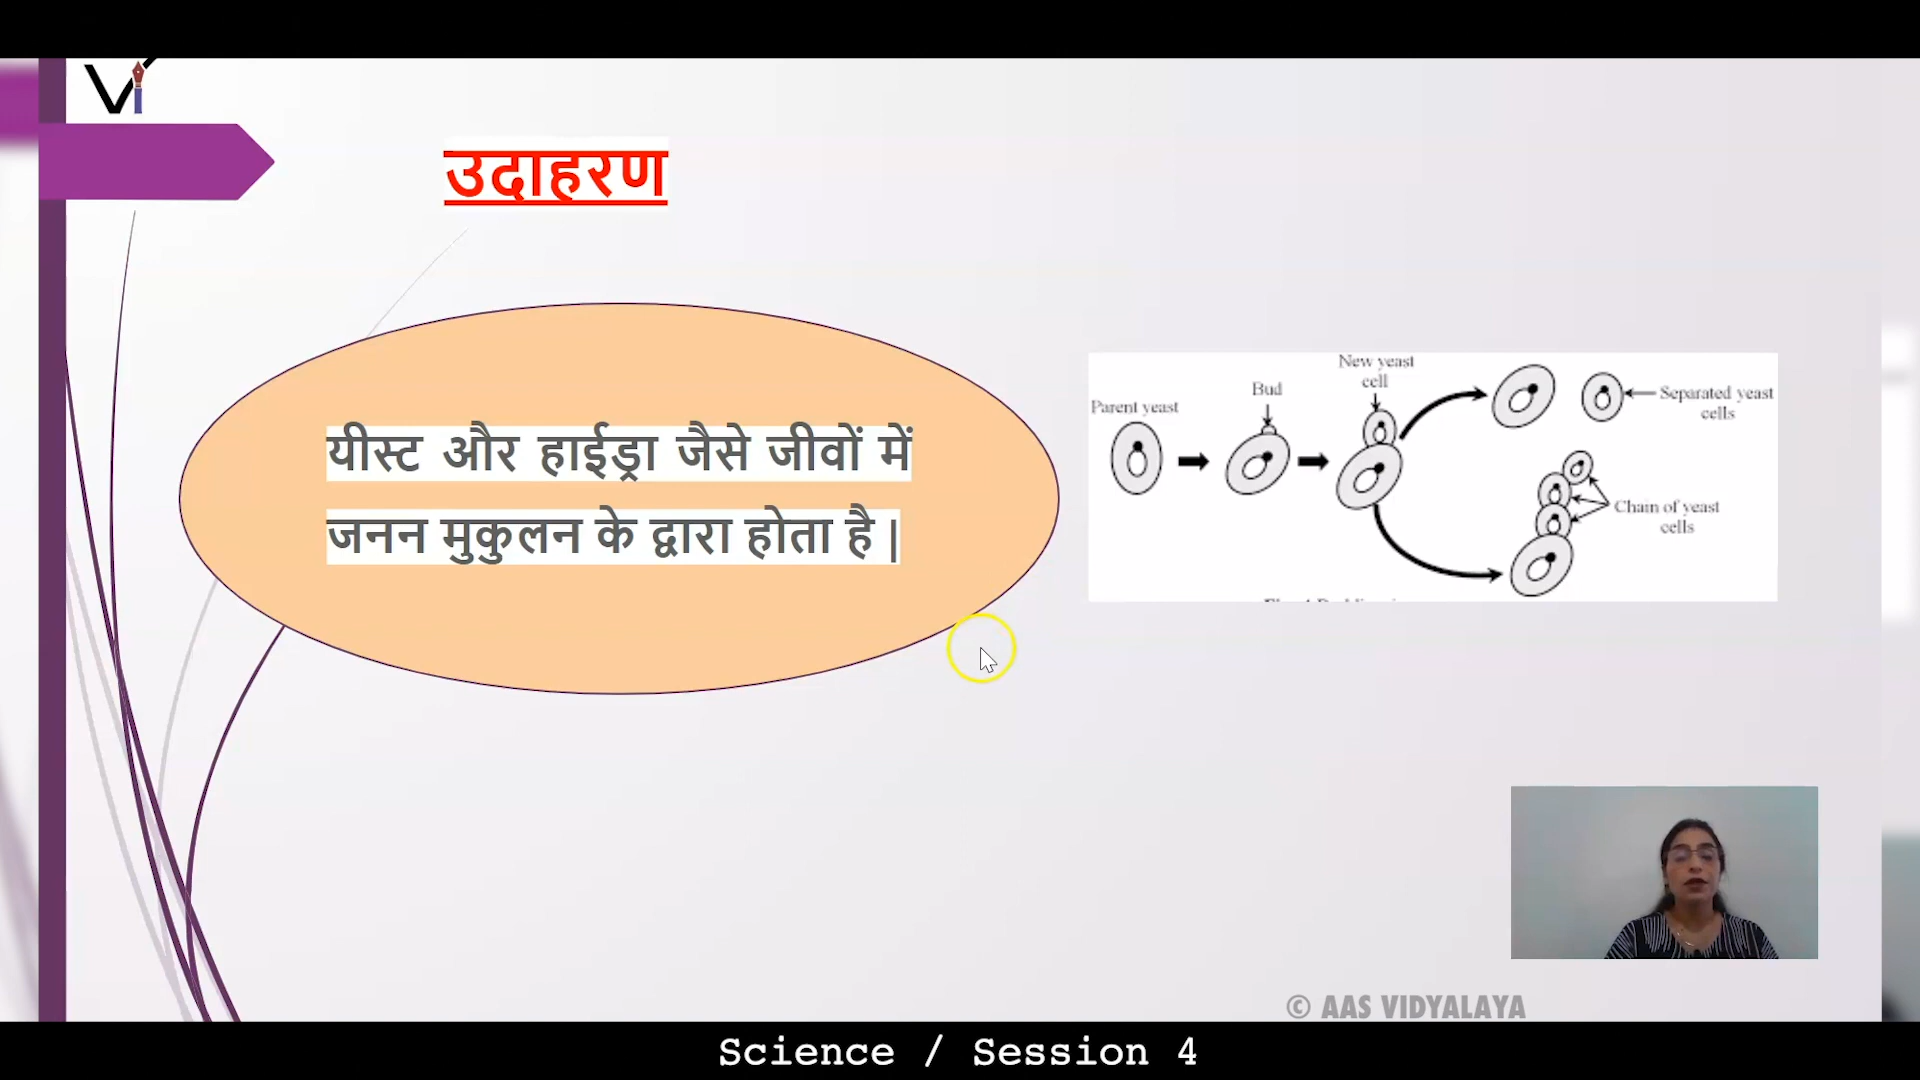 Vi
उदाहरण
यीस्ट और हाईड्रा जैसे जीवों में
जनन मुकुलन के द्वारा होता है |
Parent yeast
Bud
New yeast
cell
Separated yeast
cells
Chain of yeast
cells
© AAS VIDYALAYA
Science / Session 4